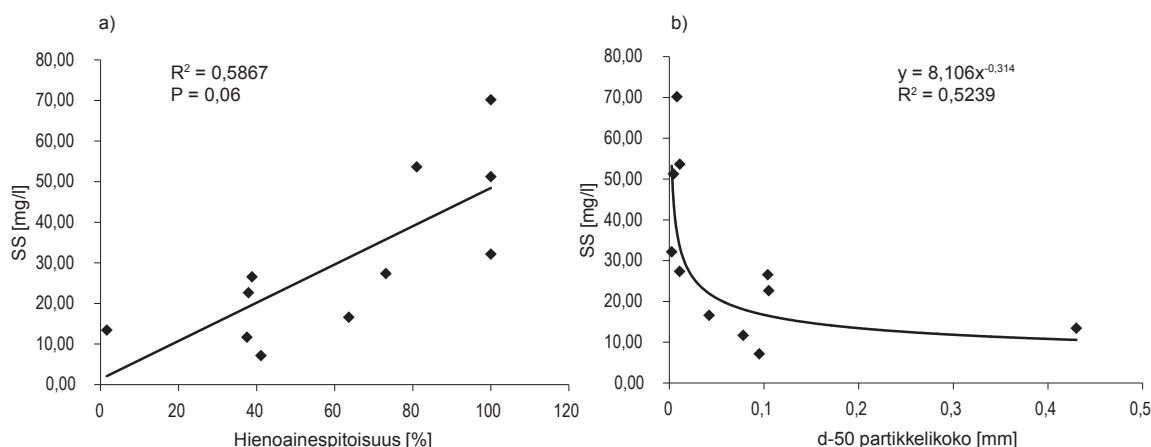 a)
R² = 0,5867
P = 0,06
80,00
70,00
60,00
50,00
40,00
30,00
20,00
10,00
0,00
SS [mg/l]
0 20 40 60 80 100 120
Hienoainespitoisuus [%]
b)
y = 8,106x⁻⁰,³¹⁴
R² = 0,5239
80,00
70,00
60,00
50,00
40,00
30,00
20,00
10,00
0,00
SS [mg/l]
0 0,1 0,2 0,3 0,4 0,5
d-50 partikkelikoko [mm]